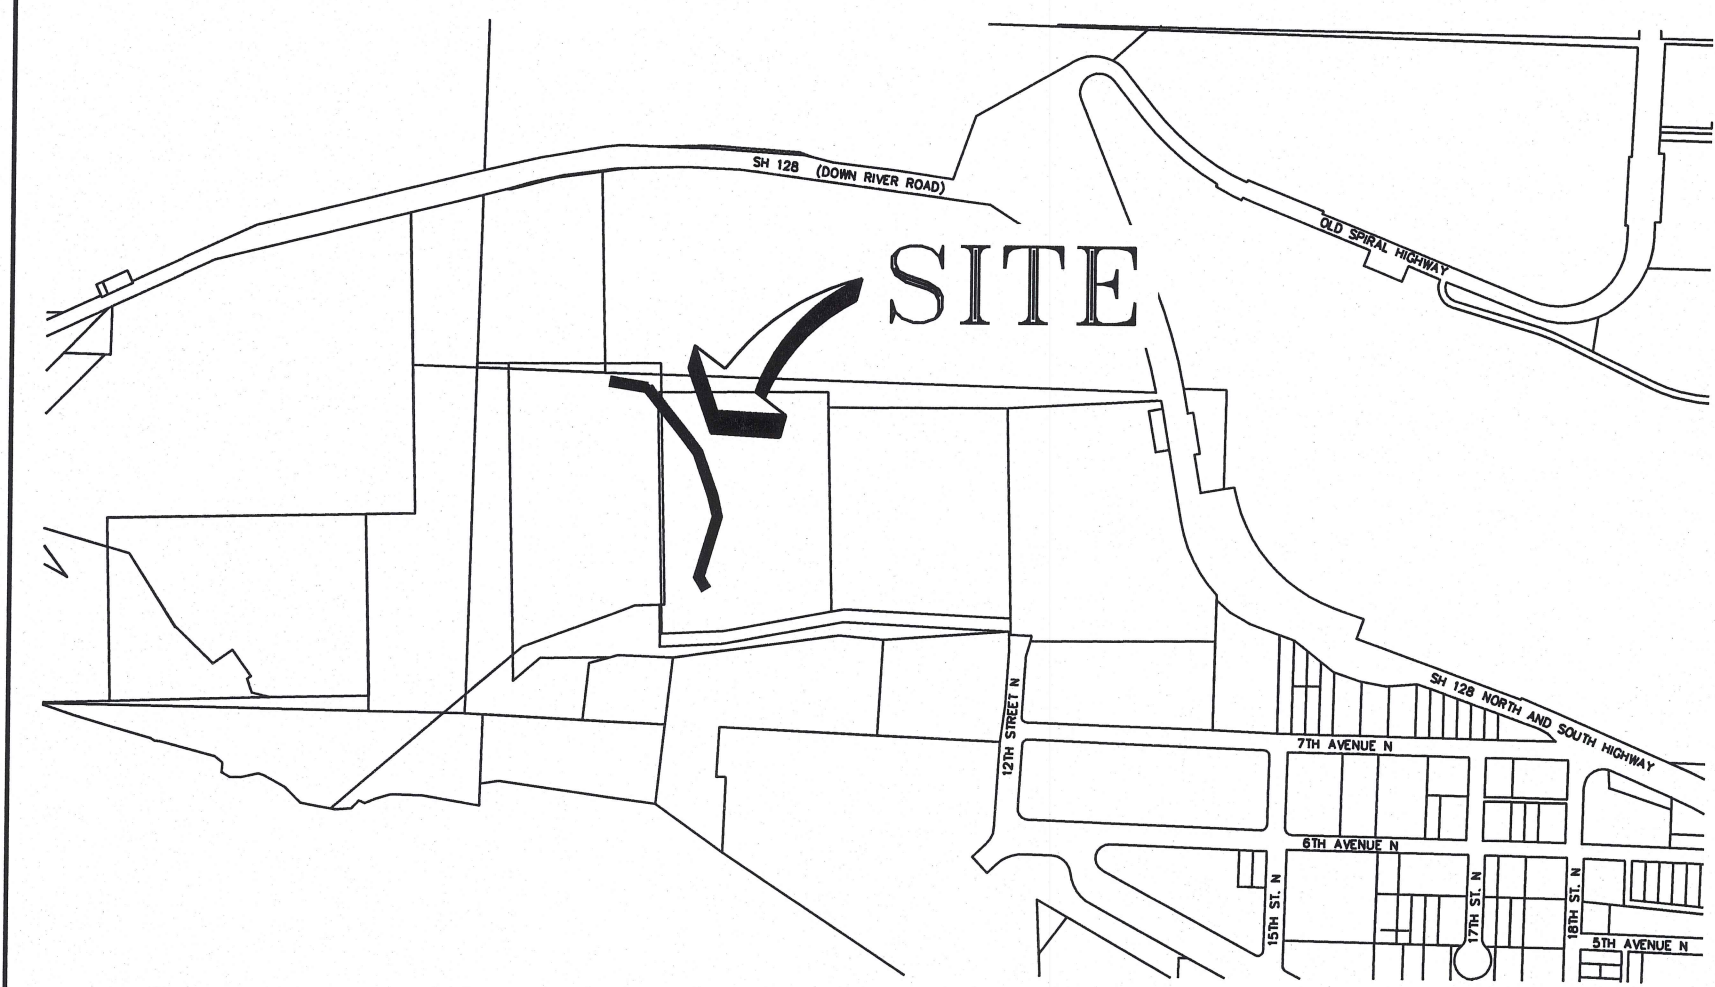 SH 128 (DOWN RIVER ROAD)
OLD SPIRAL HIGHWAY
SITE
SH 128 NORTH AND SOUTH HIGHWAY
12TH STREET N
7TH AVENUE N
6TH AVENUE N
15TH ST. N
17TH ST. N
18TH ST. N
5TH AVENUE N